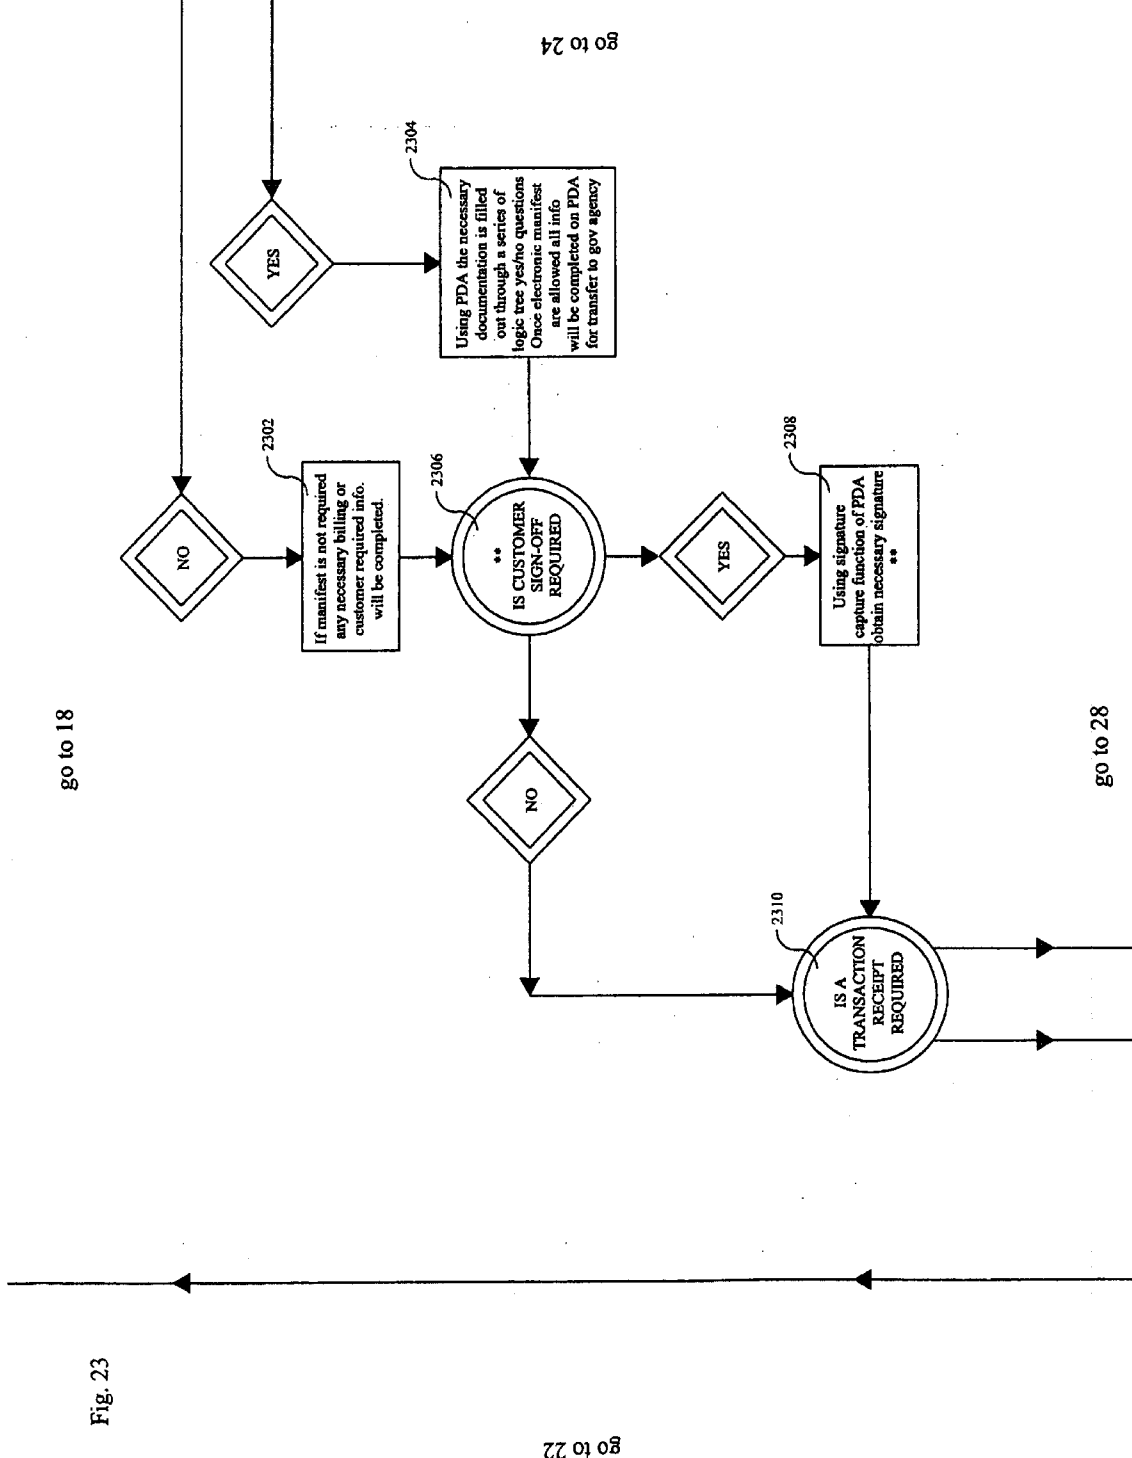 Fig. 23
go to 18
go to 24
go to 22
go to 28
NO
2302
If manifest is not required
any necessary billing or
customer required info.
will be completed.
YES
2304
Using PDA the necessary
documentation is filled
out through a series of
logic tree yes/no questions
Once electronic manifest
are allowed all info
will be completed on PDA
for transfer to gov agency
2306
**
IS CUSTOMER
SIGN-OFF
REQUIRED
NO
YES
2308
Using signature
capture function of PDA
obtain necessary signature
**
2310
IS A
TRANSACTION
RECEIPT
REQUIRED